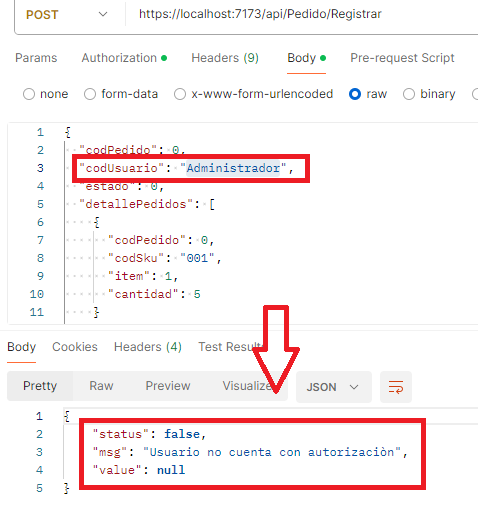 POST https://localhost:7173/api/Pedido/Registrar
Params Authorization Headers (9) Body Pre-request Script
none form-data x-www-form-urlencoded raw binary
1 {
2 "codPedido": 0,
3 "codUsuario": "Administrador",
4 "estado": 0,
5 "detallePedidos": [
6 {
7 "codPedido": 0,
8 "codSku": "001",
9 "item": 1,
10 "cantidad": 5
11 }
Body Cookies Headers (4) Test Results
Pretty Raw Preview Visualize JSON
1 {
2 "status": false,
3 "msg": "Usuario no cuenta con autorizaciòn",
4 "value": null
5 }